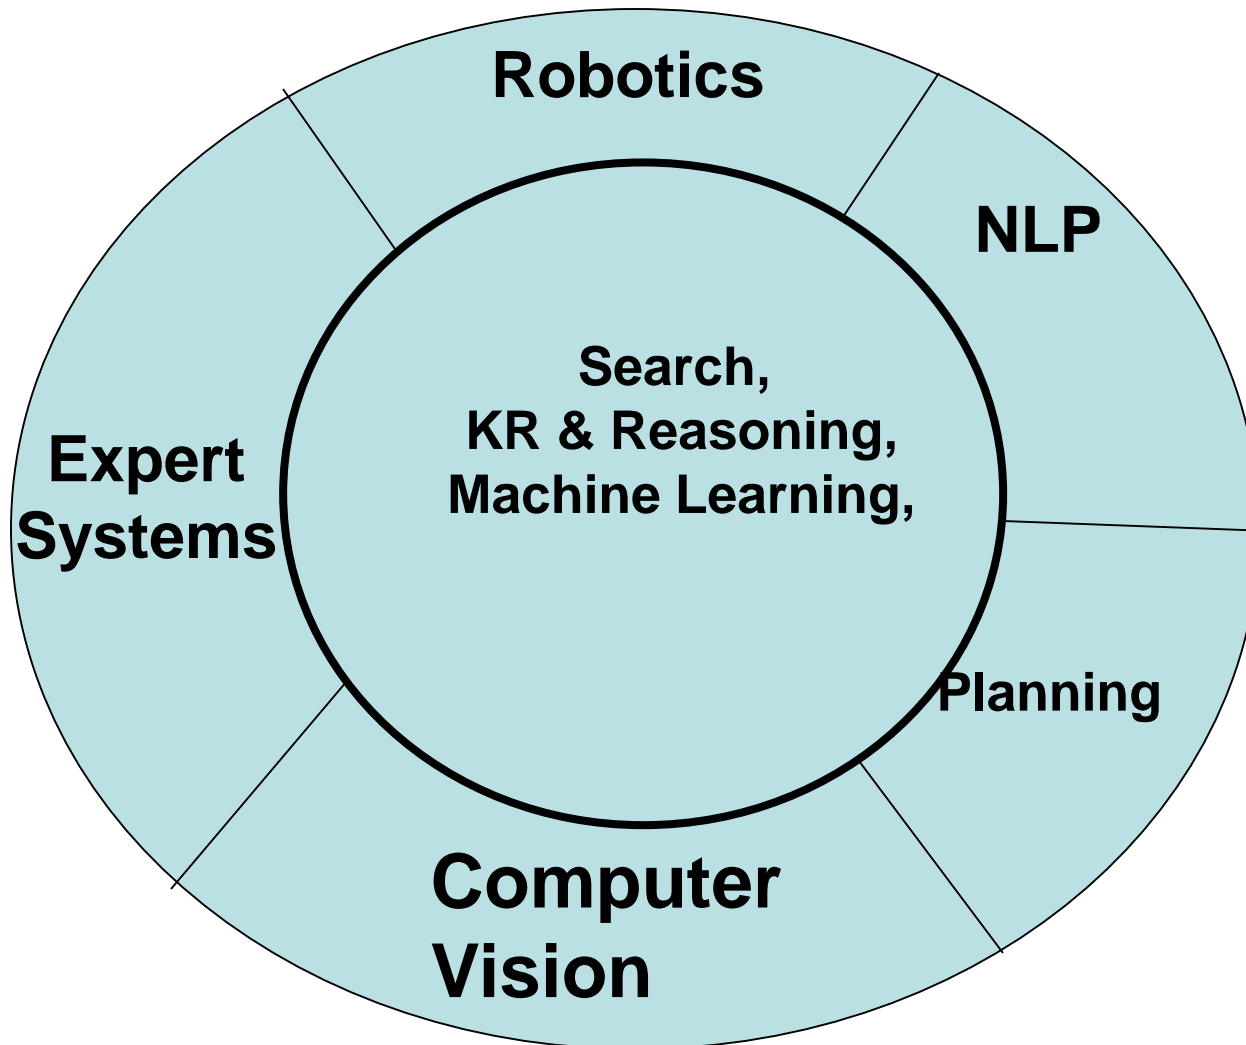 Robotics
NLP
Search,
KR & Reasoning,
Machine Learning,
Expert
Systems
Planning
Computer
Vision